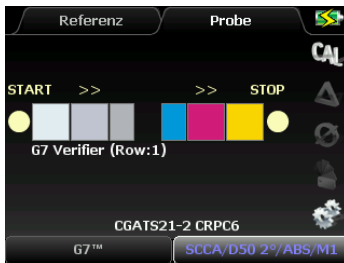 Referenz Probe
CAL
START >> >> STOP
G7 Verifier (Row:1)
CGATS21-2 CRPC6
G7™ SCCA/D50 2°/ABS/M1